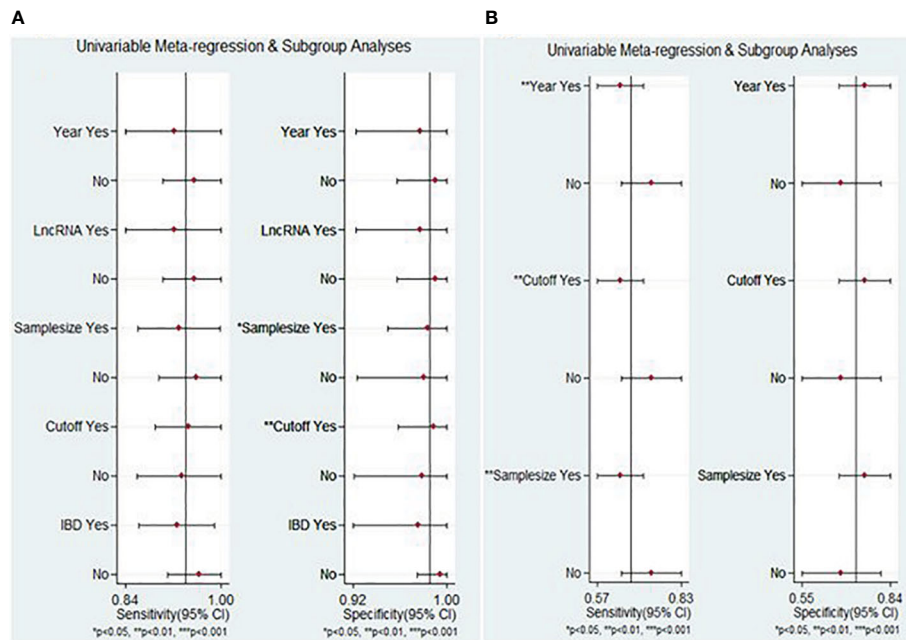 A
B
Univariable Meta-regression & Subgroup Analyses
Year Yes
No
LncRNA Yes
No
Samplesize Yes
No
Cutoff Yes
No
IBD Yes
No
0.84 1.00
Sensitivity(95% CI)
*p<0.05, **p<0.01, ***p<0.001
Year Yes
No
LncRNA Yes
No
*Samplesize Yes
No
**Cutoff Yes
No
IBD Yes
No
0.92 1.00
Specificity(95% CI)
*p<0.05, **p<0.01, ***p<0.001
Univariable Meta-regression & Subgroup Analyses
**Year Yes
No
**Cutoff Yes
No
**Samplesize Yes
No
0.57 0.83
Sensitivity(95% CI)
*p<0.05, **p<0.01, ***p<0.001
Year Yes
No
Cutoff Yes
No
Samplesize Yes
No
0.55 0.84
Specificity(95% CI)
*p<0.05, **p<0.01, ***p<0.001